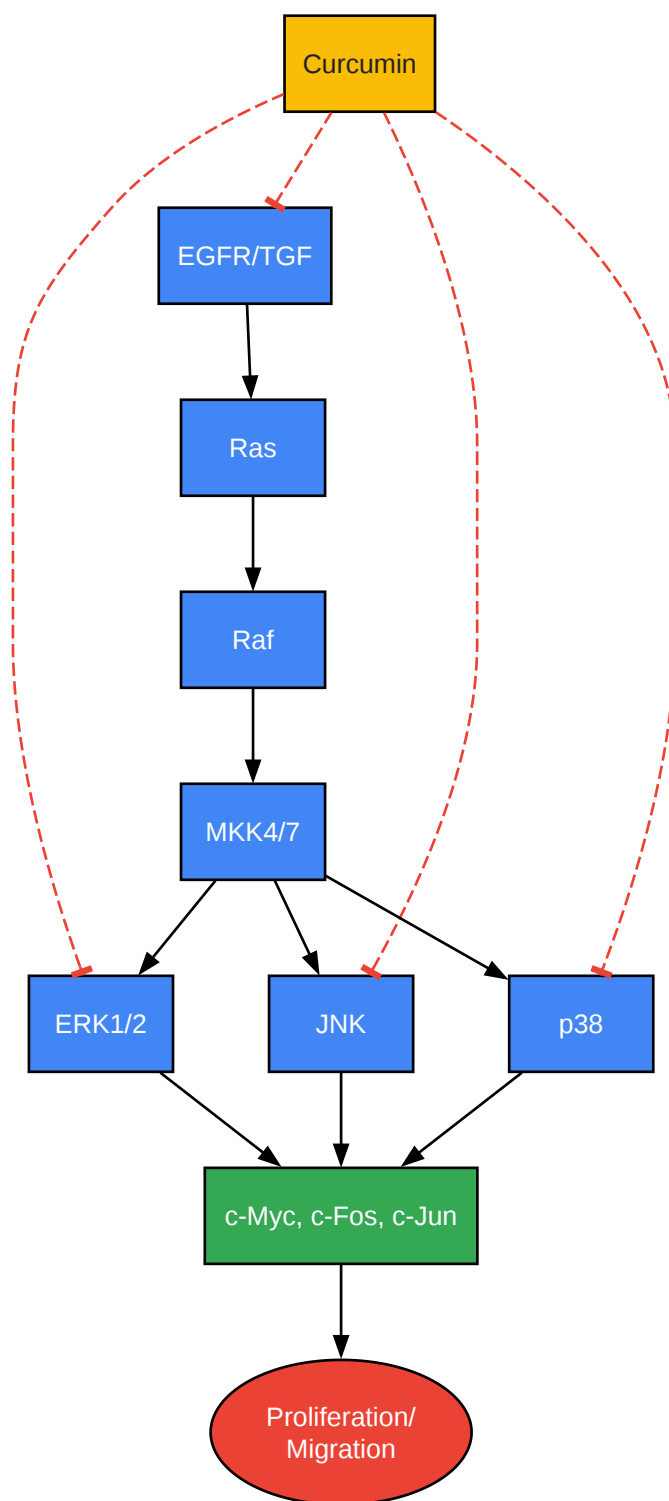 Curcumin
EGFR/TGF
Ras
Raf
MKK4/7
ERK1/2
JNK
p38
c-Myc, c-Fos, c-Jun
Proliferation/
Migration